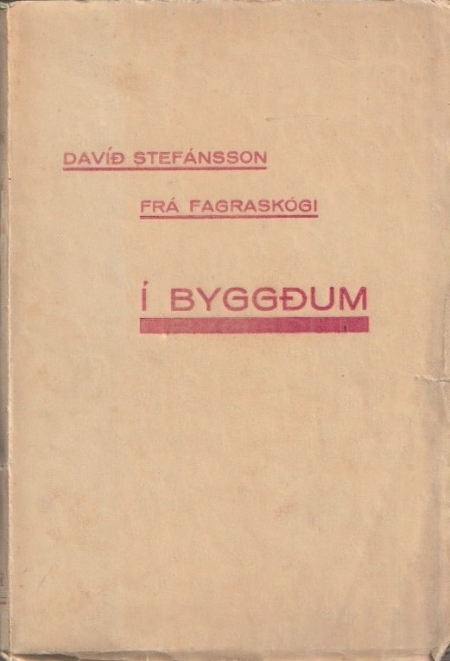 DAVÍÐ STEFÁNSSON
FRÁ FAGRASKÓGI
Í BYGGÐUM